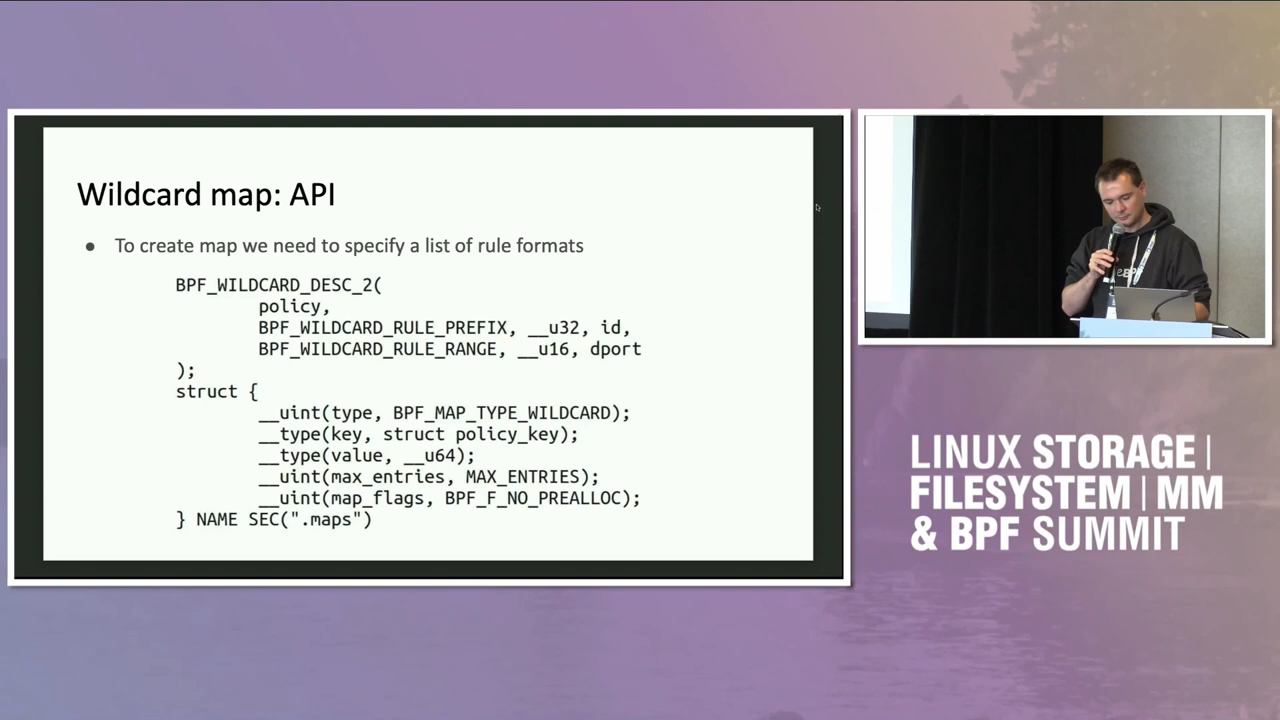 Wildcard map: API
● To create map we need to specify a list of rule formats
BPF_WILDCARD_DESC_2(
policy,
BPF_WILDCARD_RULE_PREFIX, __u32, id,
BPF_WILDCARD_RULE_RANGE, __u16, dport
);
struct {
__uint(type, BPF_MAP_TYPE_WILDCARD);
__type(key, struct policy_key);
__type(value, __u64);
__uint(max_entries, MAX_ENTRIES);
__uint(map_flags, BPF_F_NO_PREALLOC);
} NAME SEC(".maps")
LINUX STORAGE |
FILESYSTEM | MM
& BPF SUMMIT